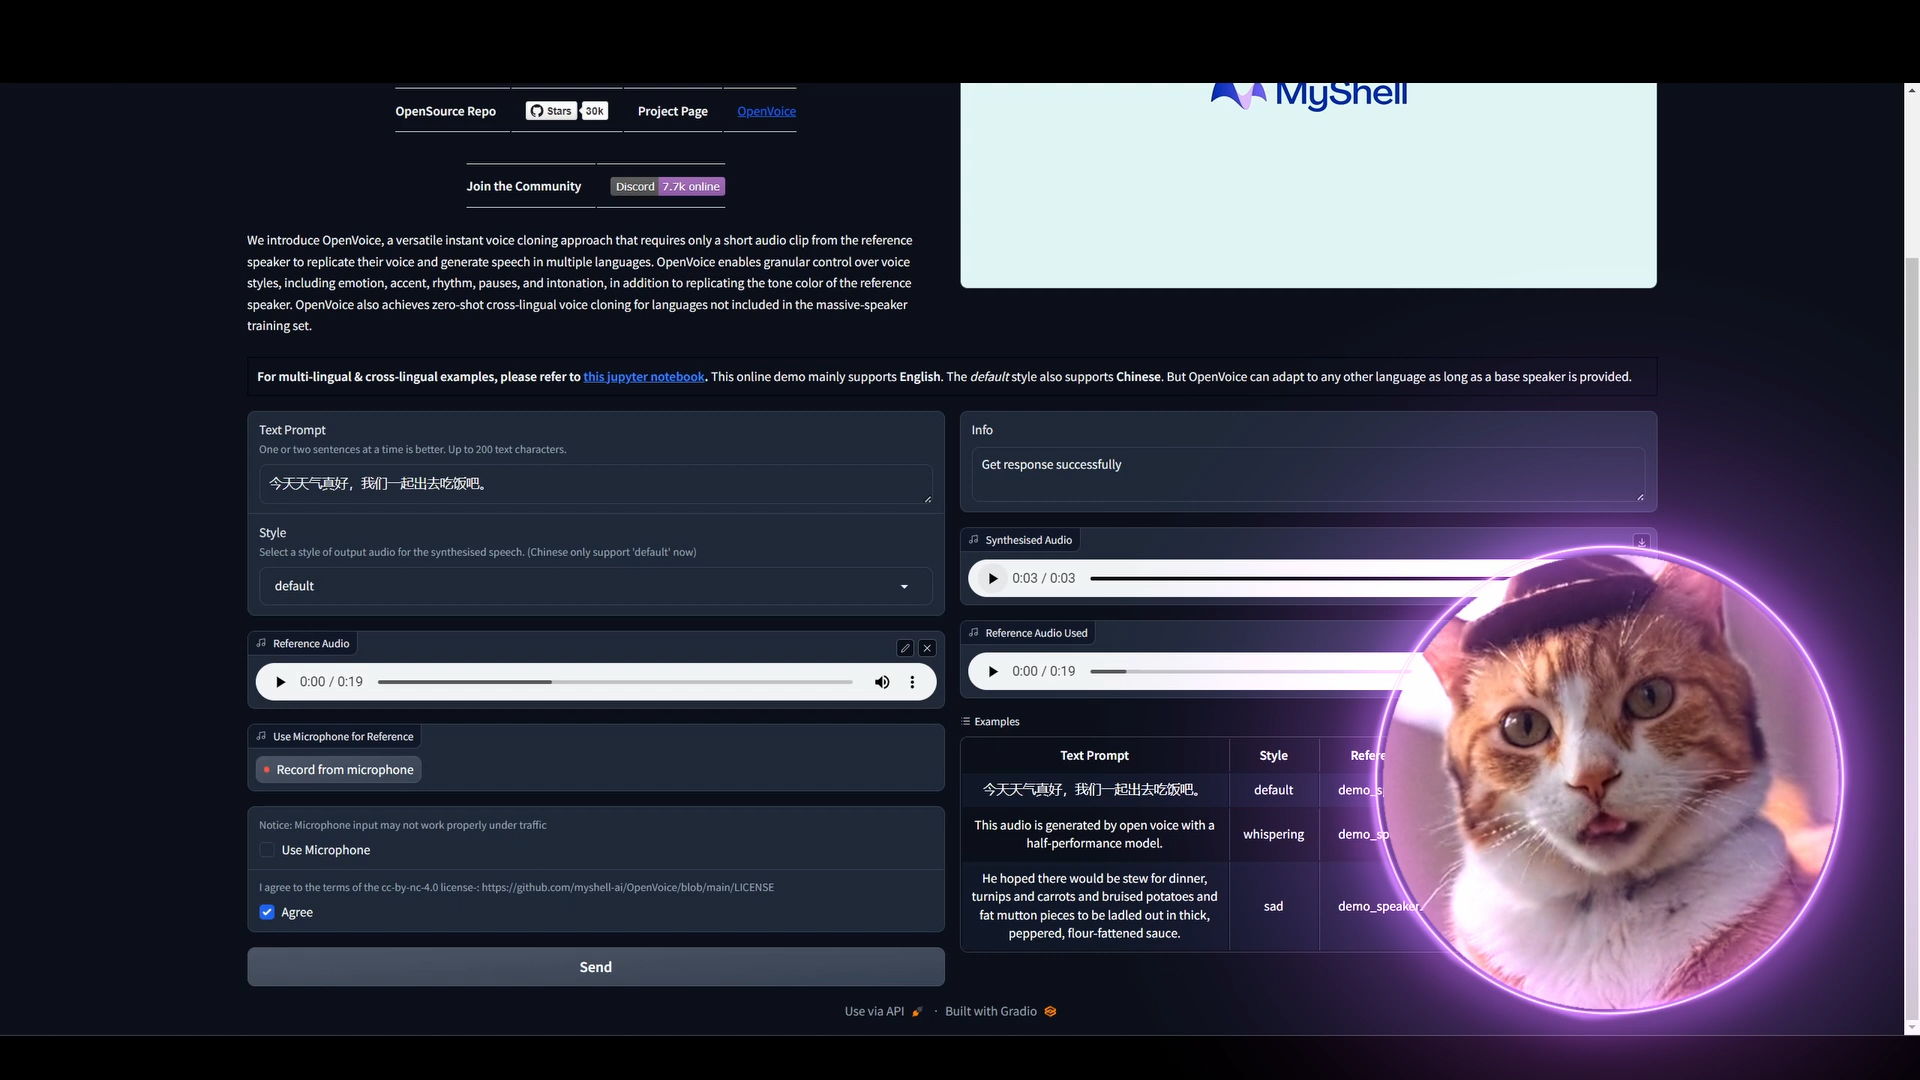 OpenSource Repo Stars 30k Project Page OpenVoice
MyShell
Join the Community Discord 7.7k online
We introduce OpenVoice, a versatile instant voice cloning approach that requires only a short audio clip from the reference
speaker to replicate their voice and generate speech in multiple languages. OpenVoice enables granular control over voice
styles, including emotion, accent, rhythm, pauses, and intonation, in addition to replicating the tone color of the reference
speaker. OpenVoice also achieves zero-shot cross-lingual voice cloning for languages not included in the massive-speaker
training set.
For multi-lingual & cross-lingual examples, please refer to this jupyter notebook. This online demo mainly supports English. The default style also supports Chinese. But OpenVoice can adapt to any other language as long as a base speaker is provided.
Text Prompt
One or two sentences at a time is better. Up to 200 text characters.
今天天气真好，我们一起出去吃饭吧。
Style
Select a style of output audio for the synthesised speech. (Chinese only support 'default' now)
default
Reference Audio
0:00 / 0:19
Use Microphone for Reference
Record from microphone
Notice: Microphone input may not work properly under traffic
Use Microphone
I agree to the terms of the cc-by-nc-4.0 license-: https://github.com/myshell-ai/OpenVoice/blob/main/LICENSE
Agree
Send
Info
Get response successfully
Synthesised Audio
0:03 / 0:03
Reference Audio Used
0:00 / 0:19
Examples
Text Prompt Style
今天天气真好，我们一起出去吃饭吧。 default
This audio is generated by open voice with a
half-performance model.
whispering
He hoped there would be stew for dinner,
turnips and carrots and bruised potatoes and
fat mutton pieces to be ladled out in thick,
peppered, flour-fattened sauce.
sad demo_speaker
Use via API · Built with Gradio